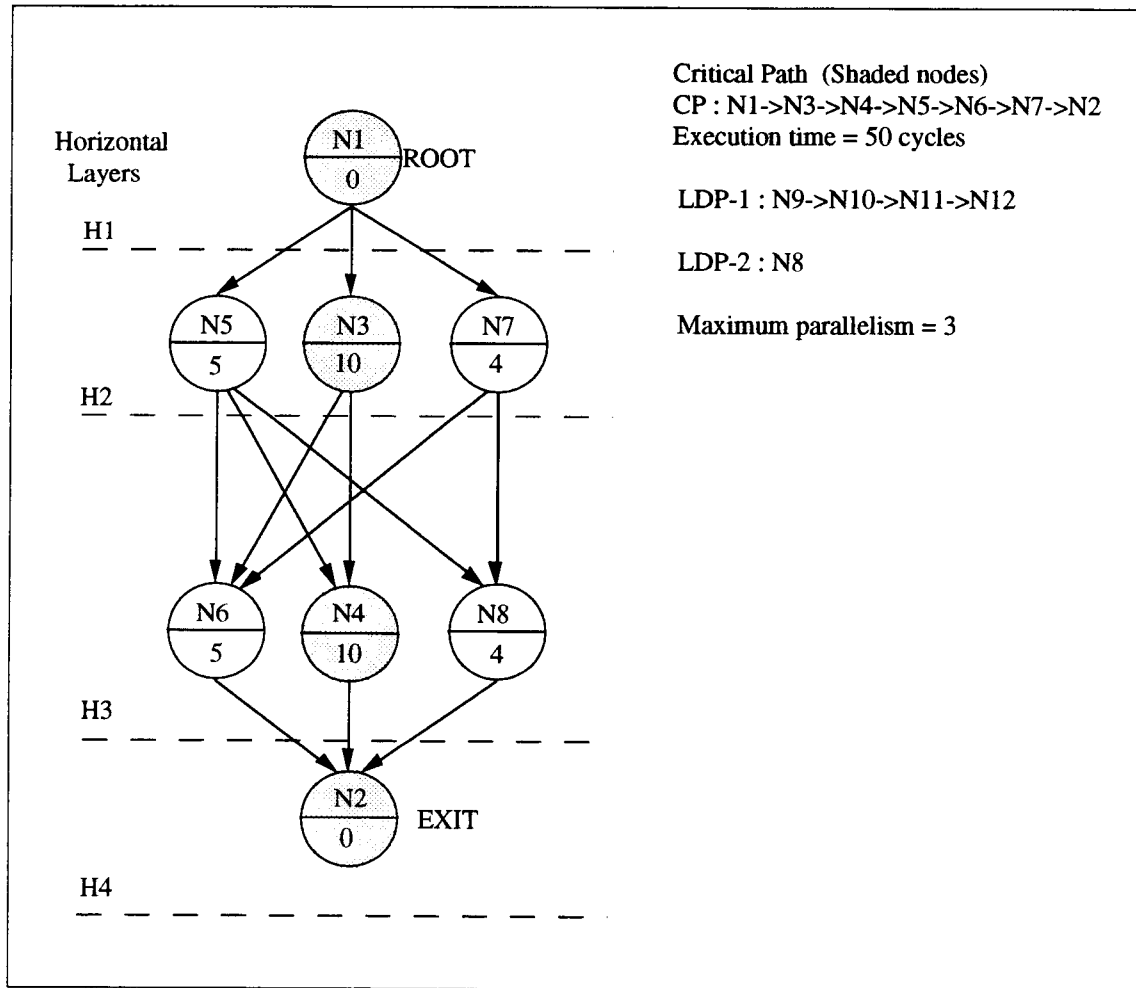 Critical Path (Shaded nodes)
CP : N1->N3->N4->N5->N6->N7->N2
Execution time = 50 cycles
LDP-1 : N9->N10->N11->N12
LDP-2 : N8
Maximum parallelism = 3
Horizontal
Layers
N1
0
ROOT
H1
N5
5
N3
10
N7
4
H2
N6
5
N4
10
N8
4
H3
N2
0
EXIT
H4